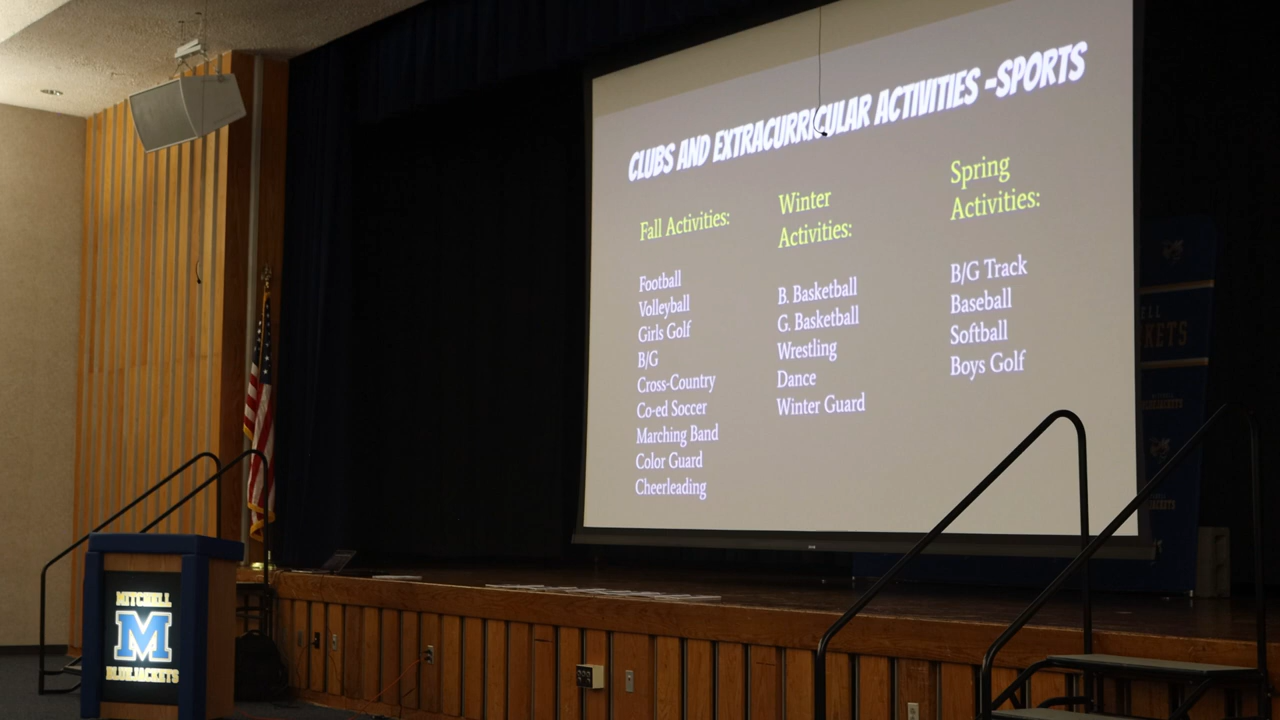 CLUBS AND EXTRACURRICULAR ACTIVITIES -SPORTS
Fall Activities:
Football
Volleyball
Girls Golf
B/G
Cross-Country
Co-ed Soccer
Marching Band
Color Guard
Cheerleading
Winter
Activities:
B. Basketball
G. Basketball
Wrestling
Dance
Winter Guard
Spring
Activities:
B/G Track
Baseball
Softball
Boys Golf
MITCHELL
M
BLUEJACKETS